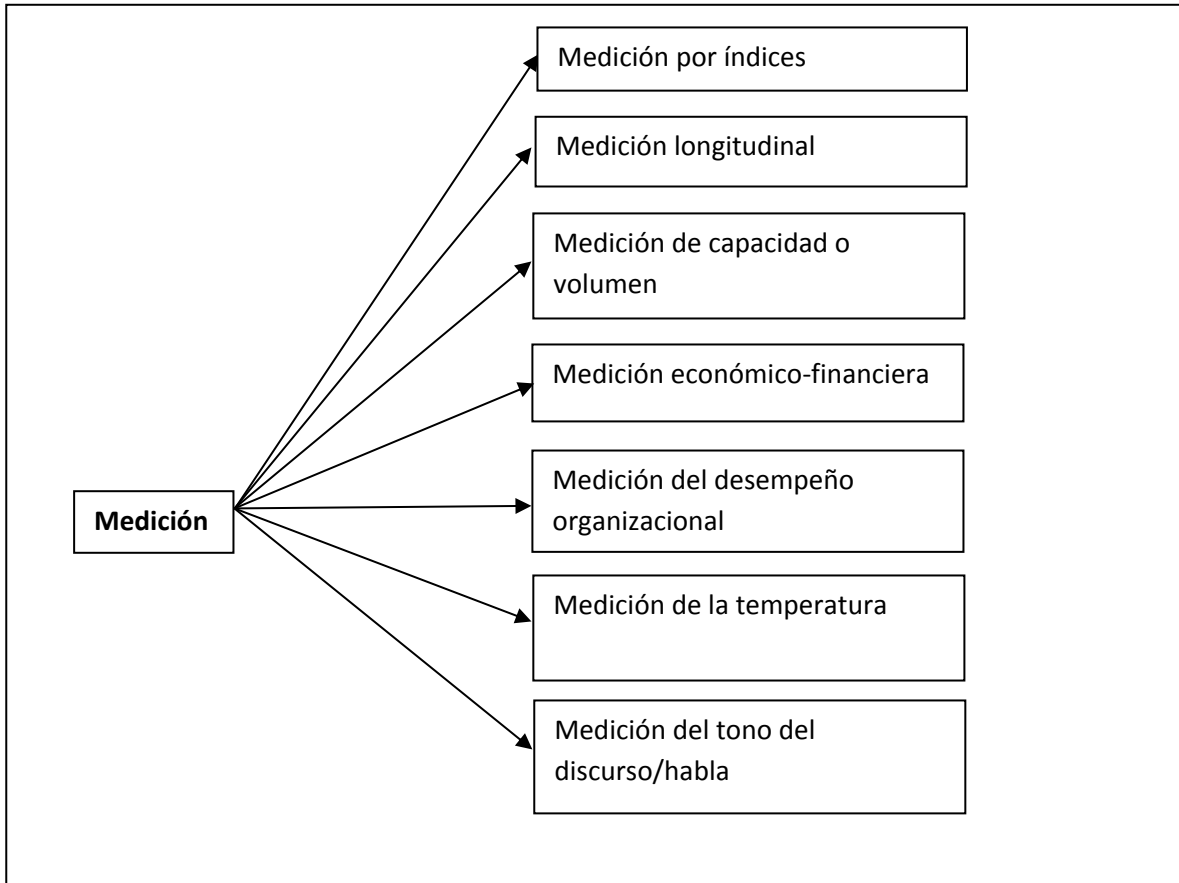 Medición por índices
Medición longitudinal
Medición de capacidad o
volumen
Medición económico-financiera
Medición del desempeño
organizacional
Medición
Medición de la temperatura
Medición del tono del
discurso/habla